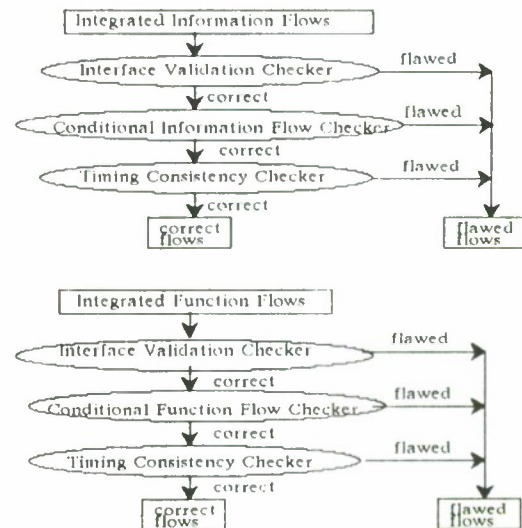 Integrated Information Flows
flawed
Interface Validation Checker
correct
flawed
Conditional Information Flow Checker
correct
flawed
Timing Consistency Checker
correct
correct
flows
flawed
flows
Integrated Function Flows
flawed
Interface Validation Checker
correct
flawed
Conditional Function Flow Checker
correct
flawed
Timing Consistency Checker
correct
correct
flows
flawed
flows